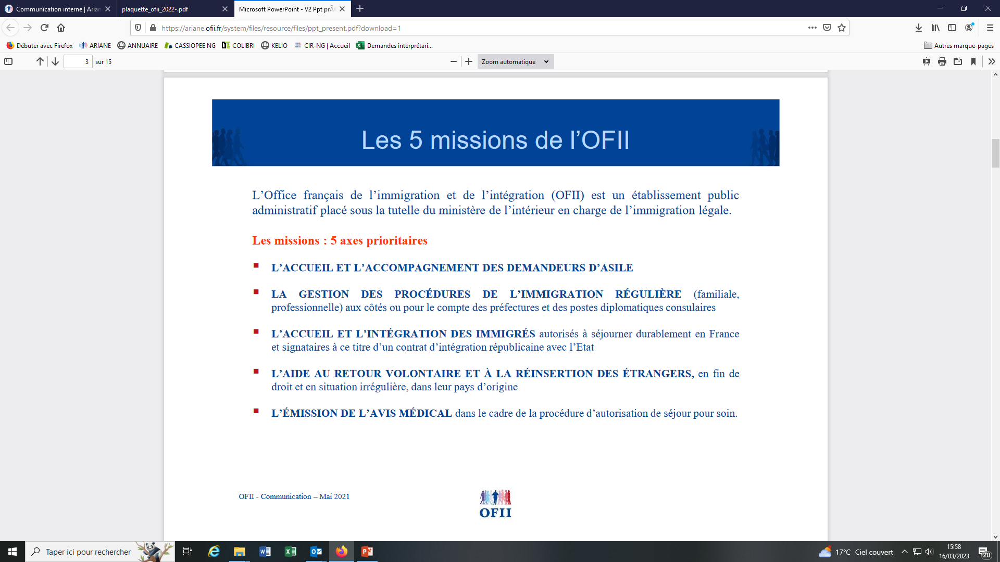 Communication interne | Arian
plaquette_ofii_2022-.pdf
Microsoft PowerPoint - V2 Ppt prÃ
https://ariane.ofii.fr/system/files/resource/files/ppt_present.pdf?download=1
Débuter avec Firefox
ARIANE
ANNUAIRE
CASSIOPEE NG
COLIBRI
KELIO
CIR-NG | Accueil
Demandes interprétari...
Autres marque-pages
3 sur 15
Zoom automatique
Les 5 missions de l’OFII
L’Office français de l’immigration et de l’intégration (OFII) est un établissement public
administratif placé sous la tutelle du ministère de l’intérieur en charge de l’immigration légale.
Les missions : 5 axes prioritaires
L’ACCUEIL ET L’ACCOMPAGNEMENT DES DEMANDEURS D’ASILE
LA GESTION DES PROCÉDURES DE L’IMMIGRATION RÉGULIÈRE (familiale,
professionnelle) aux côtés ou pour le compte des préfectures et des postes diplomatiques consulaires
L’ACCUEIL ET L’INTÉGRATION DES IMMIGRÉS autorisés à séjourner durablement en France
et signataires à ce titre d’un contrat d’intégration républicaine avec l’Etat
L’AIDE AU RETOUR VOLONTAIRE ET À LA RÉINSERTION DES ÉTRANGERS, en fin de
droit et en situation irrégulière, dans leur pays d’origine
L’ÉMISSION DE L’AVIS MÉDICAL dans le cadre de la procédure d’autorisation de séjour pour soin.
OFII - Communication – Mai 2021
OFII
Taper ici pour rechercher
17°C Ciel couvert
15:58
16/03/2023
20